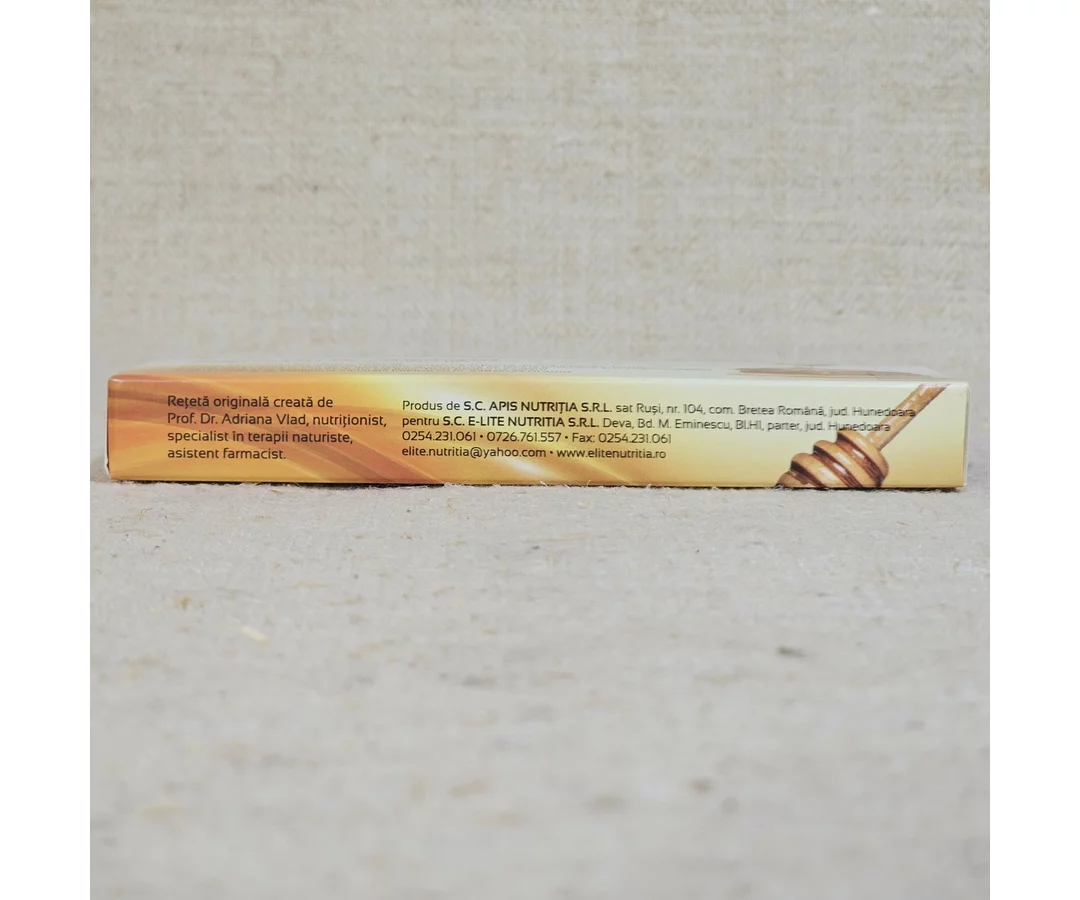 Rețetă originală creată de
Prof. Dr. Adriana Vlad, nutriționist,
specialist în terapii naturiste,
asistent farmacist.
Produs de S.C. APIS NUTRIȚIA S.R.L. sat Ruși, nr. 104, com. Bretea Română, jud. Hunedoara
pentru S.C. E-LITE NUTRITIA S.R.L. Deva, Bd. M. Eminescu, Bl.H1, parter, jud. Hunedoara
0254.231.061 • 0726.761.557 • Fax: 0254.231.061
elite.nutritia@yahoo.com • www.elitenutritia.ro